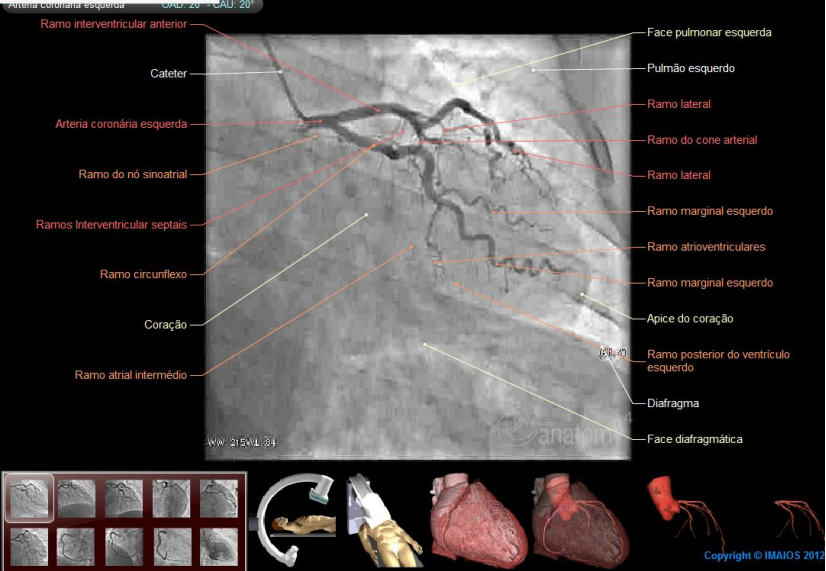 Arteria coronária esquerda OAD: 20° - CAU: 20°
Ramo interventricular anterior
Cateter
Arteria coronária esquerda
Ramo do nó sinoatrial
Ramos Interventricular septais
Ramo circunflexo
Coração
Ramo atrial intermédio
Face pulmonar esquerda
Pulmão esquerdo
Ramo lateral
Ramo do cone arterial
Ramo lateral
Ramo marginal esquerdo
Ramo atrioventriculares
Ramo marginal esquerdo
Apice do coração
Ramo posterior do ventrículo
esquerdo
Diafragma
Face diafragmática
Copyright © IMAIOS 2012